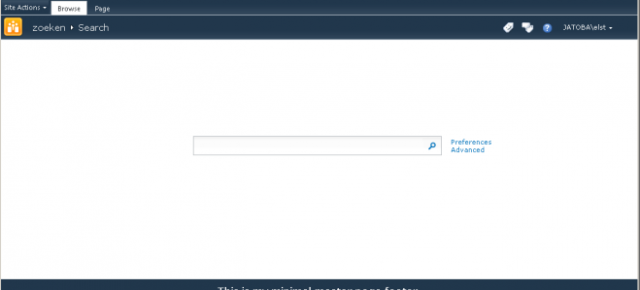 Site Actions Browse Page
zoeken Search JATOBA\elst
Preferences
Advanced
This is my minimal master page footer